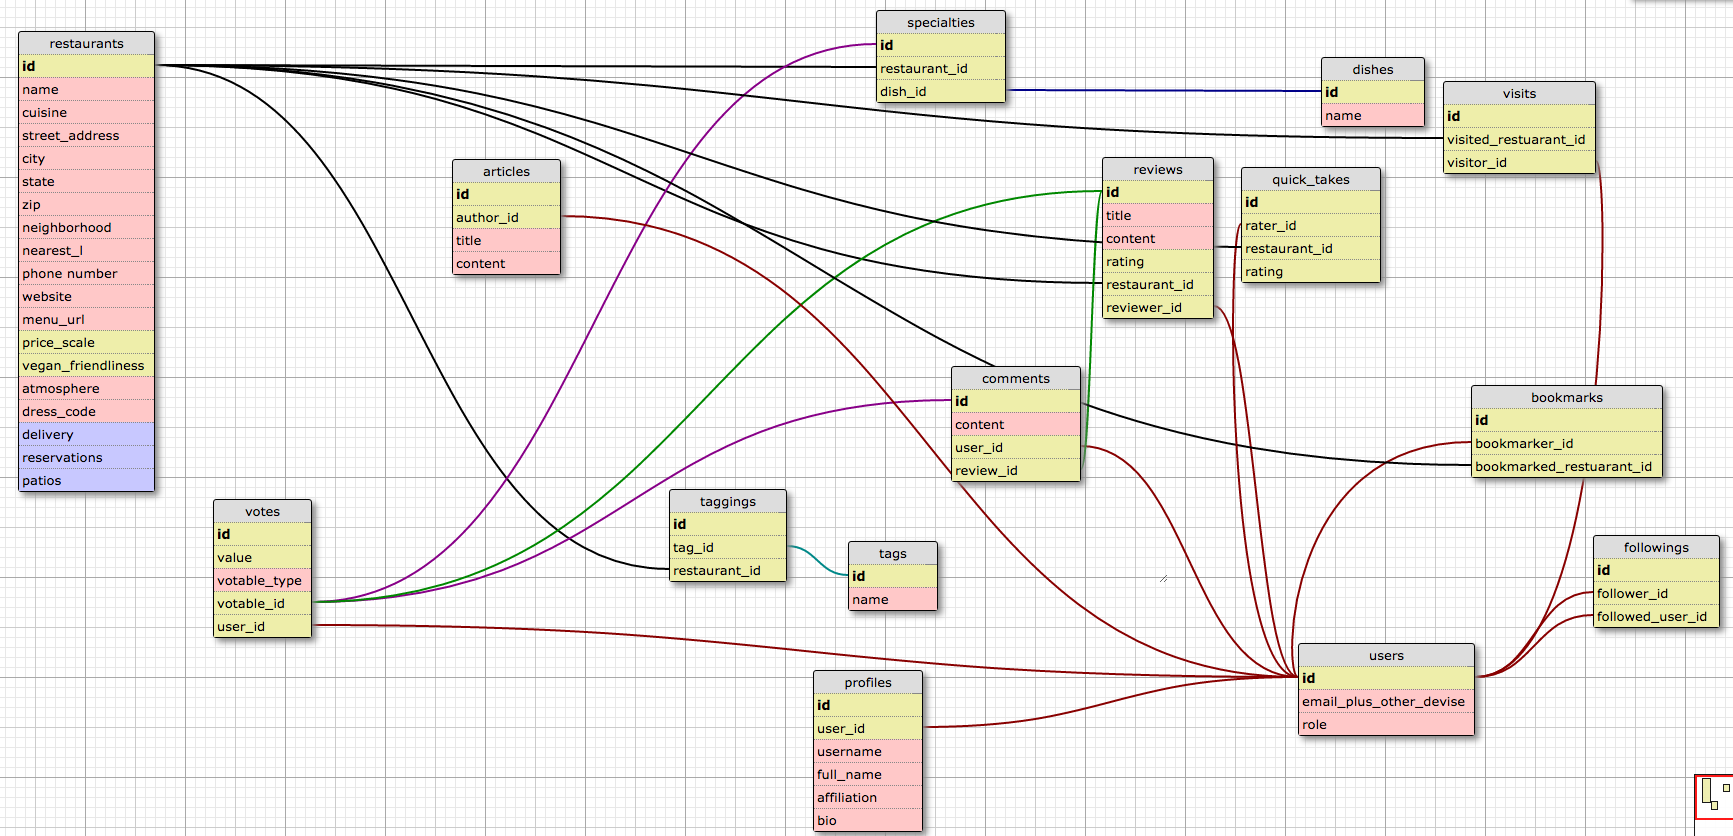 restaurants
id
name
cuisine
street_address
city
state
zip
neighborhood
nearest_l
phone number
website
menu_url
price_scale
vegan_friendliness
atmosphere
dress_code
delivery
reservations
patios
specialties
id
restaurant_id
dish_id
dishes
id
name
visits
id
visited_restuarant_id
visitor_id
articles
id
author_id
title
content
reviews
id
title
content
rating
restaurant_id
reviewer_id
quick_takes
id
rater_id
restaurant_id
rating
comments
id
content
user_id
review_id
bookmarks
id
bookmarker_id
bookmarked_restuarant_id
votes
id
value
votable_type
votable_id
user_id
taggings
id
tag_id
restaurant_id
tags
id
name
followings
id
follower_id
followed_user_id
users
id
email_plus_other_devise
role
profiles
id
user_id
username
full_name
affiliation
bio